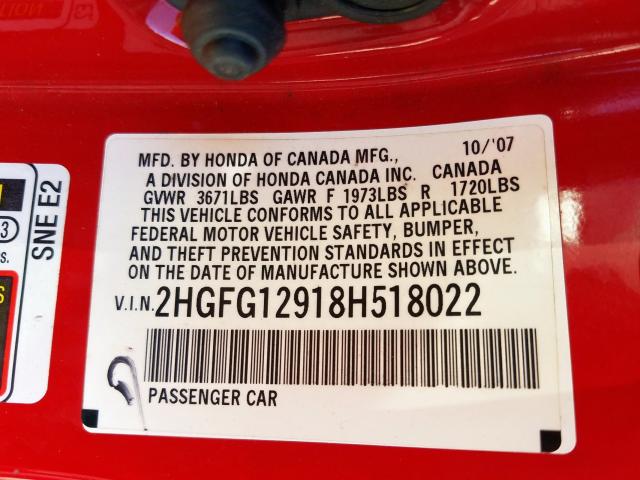 10/'07
MFD. BY HONDA OF CANADA MFG.,
A DIVISION OF HONDA CANADA INC. CANADA
GVWR 3671LBS GAWR F 1973LBS R 1720LBS
THIS VEHICLE CONFORMS TO ALL APPLICABLE
FEDERAL MOTOR VEHICLE SAFETY, BUMPER,
AND THEFT PREVENTION STANDARDS IN EFFECT
ON THE DATE OF MANUFACTURE SHOWN ABOVE.
V.I.N. 2HGFG12918H518022
PASSENGER CAR
SNE E2
3